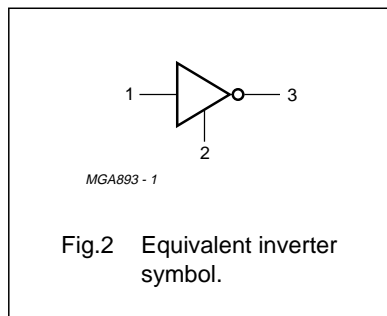 1 3
2
MGA893 - 1
Fig.2 Equivalent inverter
symbol.